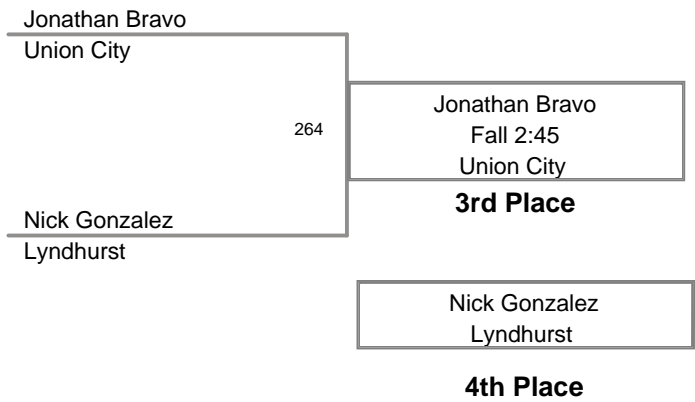 Jonathan Bravo
Union City
264
Jonathan Bravo
Fall 2:45
Union City
3rd Place
Nick Gonzalez
Lyndhurst
Nick Gonzalez
Lyndhurst
4th Place